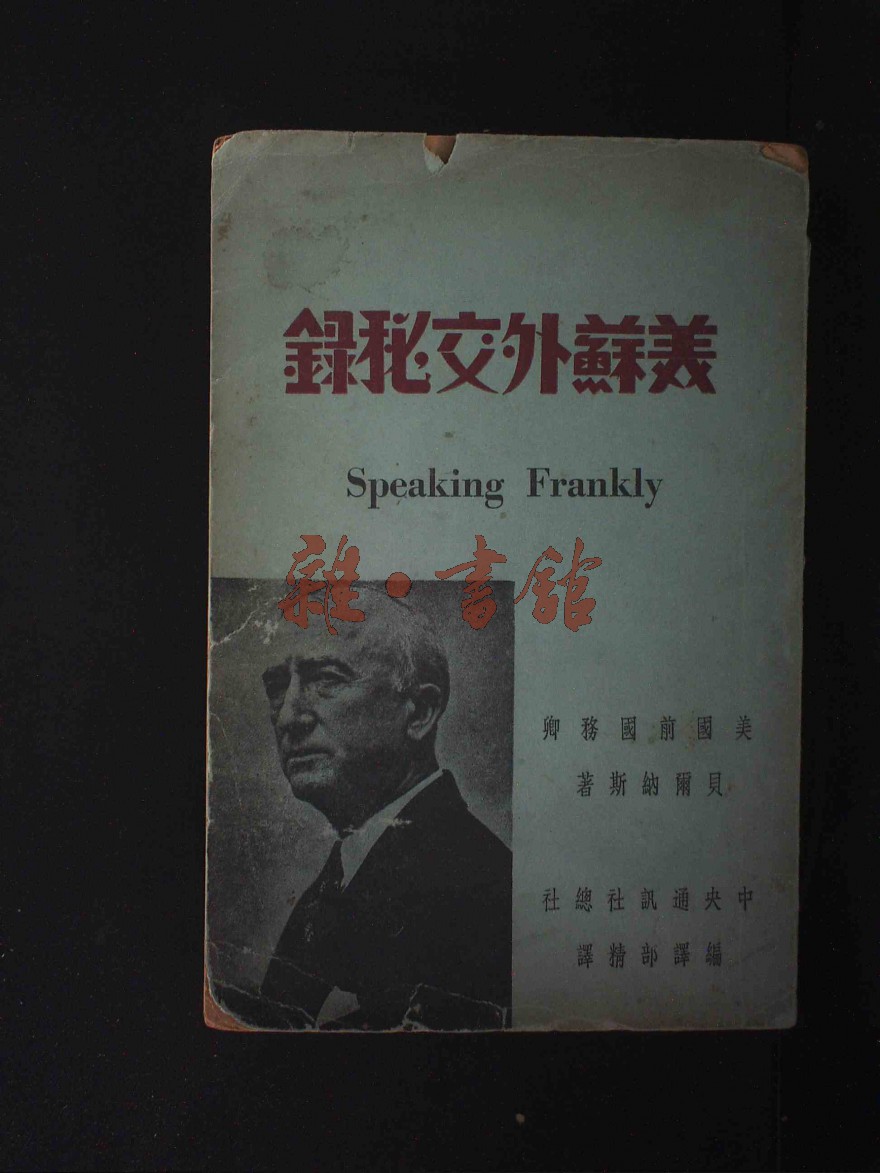 美蘇外交秘錄
Speaking Frankly
雜·書館
美國前國務卿
貝爾納斯著
中央通訊社總社
編譯部精譯